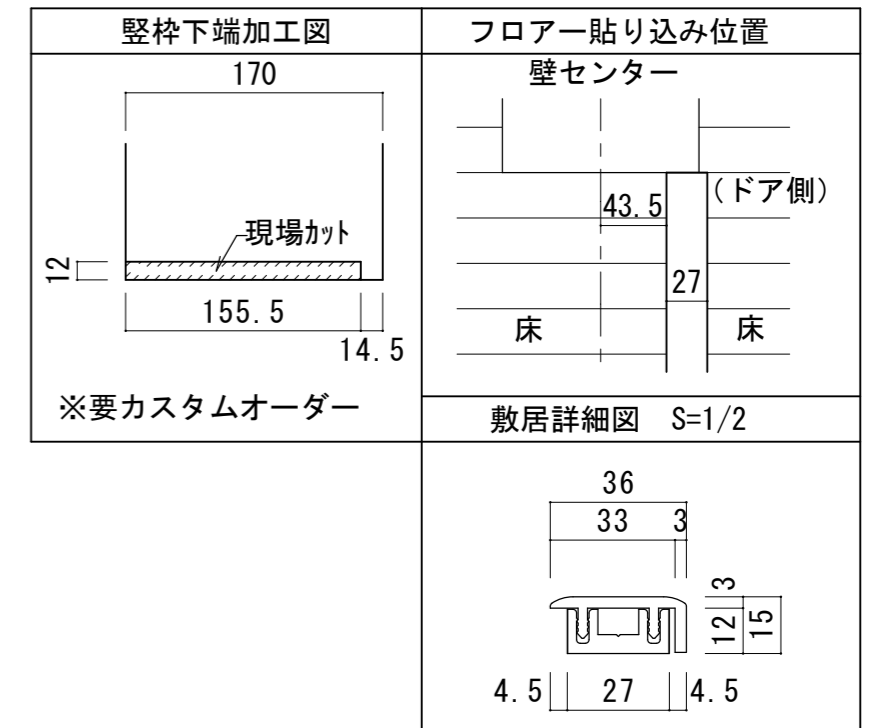 竪枠下端加工図
170
現場ｶｯﾄ
12
155.5
14.5
※要カスタムオーダー
フロアー貼り込み位置
壁センター
(ドア側)
43.5
27
床
床
敷居詳細図 S=1/2
36
33
3
3
12
15
4.5
27
4.5